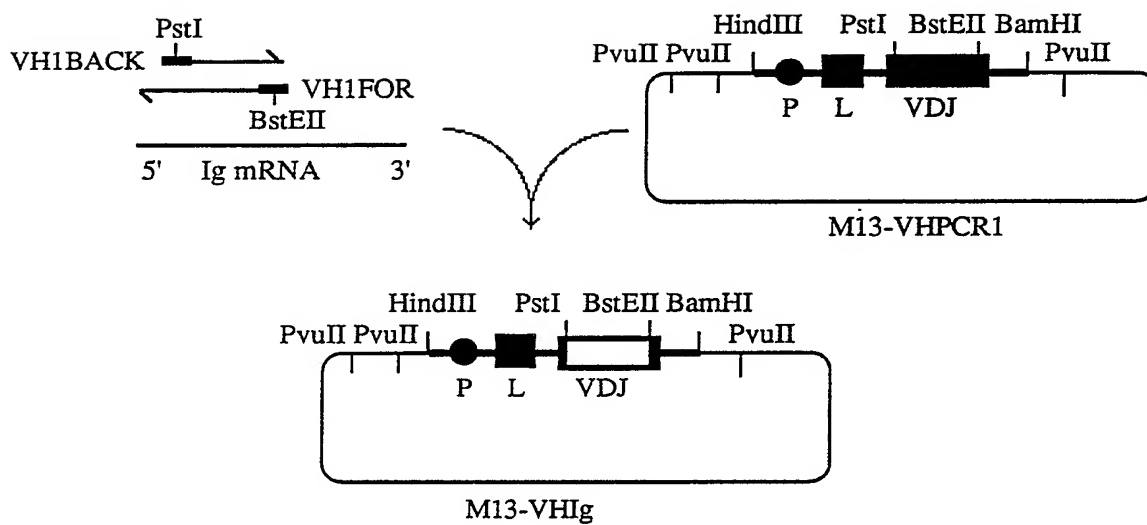 PstI
VH1BACK
VH1FOR
BstEII
5' Ig mRNA 3'
HindIII PstI BstEII BamHI
PvuII PvuII PvuII
P L VDJ
M13-VHPCR1
HindIII PstI BstEII BamHI
PvuII PvuII PvuII
P L VDJ
M13-VHIg